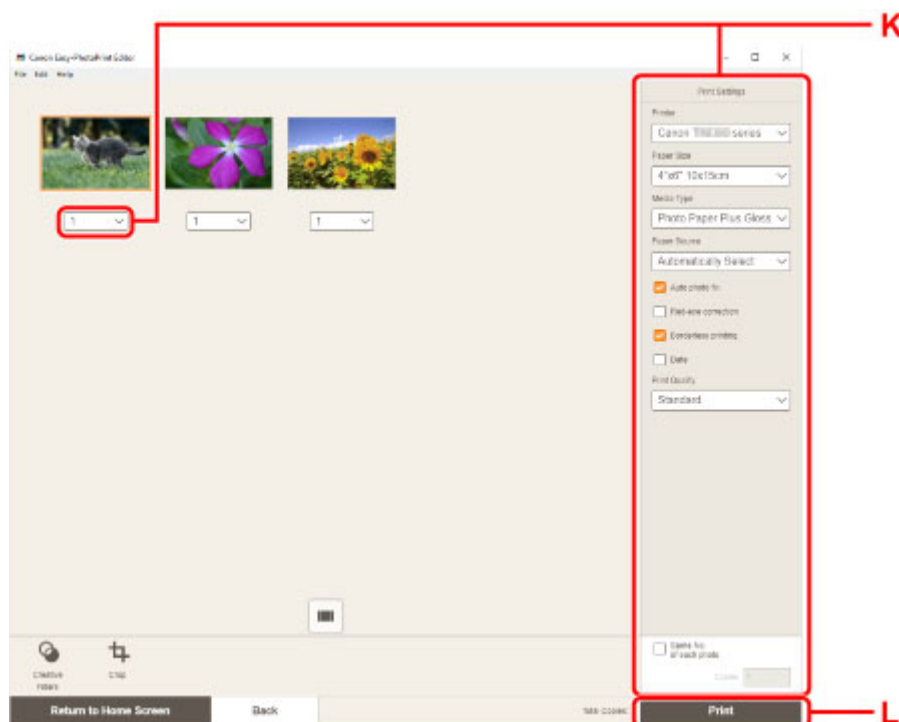 K
Canon Easy-PhotoPrint Editor
File Edit Help
Print Settings
Printer
Canon series
Paper Size
4"x6" 10x15cm
Media Type
Photo Paper Plus Gloss
Paper Source
Automatically Select
1
1
1
Auto photo fix
Red-eye correction
Borderless printing
Date
Print Quality
Standard
Creative
Filters
Crop
Same No.
of each photo
Copies
Return to Home Screen
Back
Total Copies:
Print
L